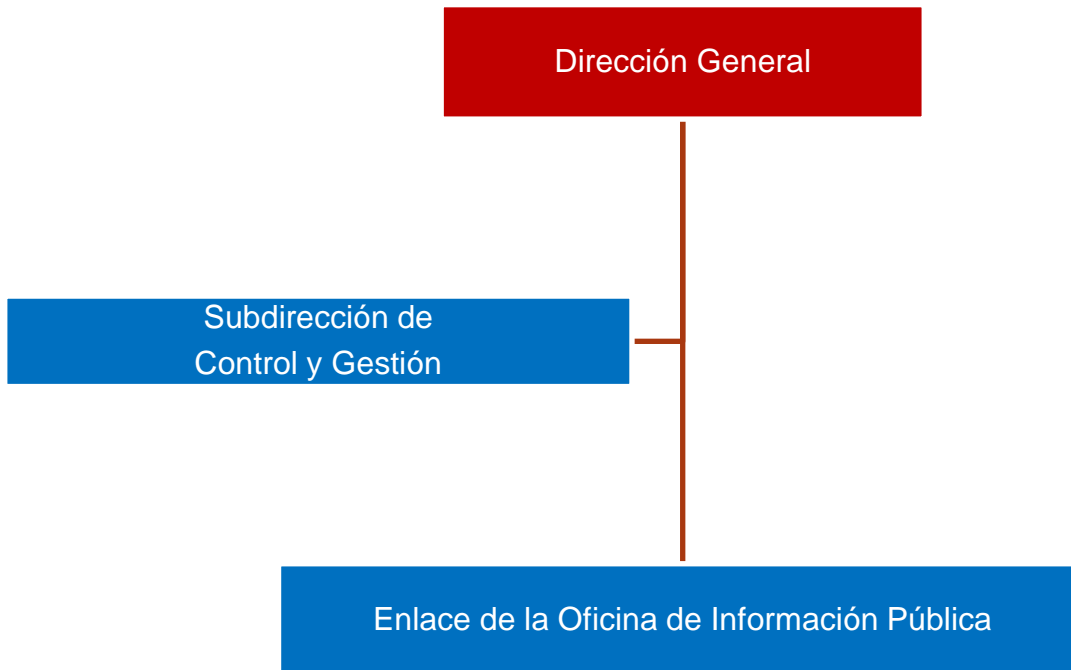 Dirección General
Subdirección de
Control y Gestión
Enlace de la Oficina de Información Pública